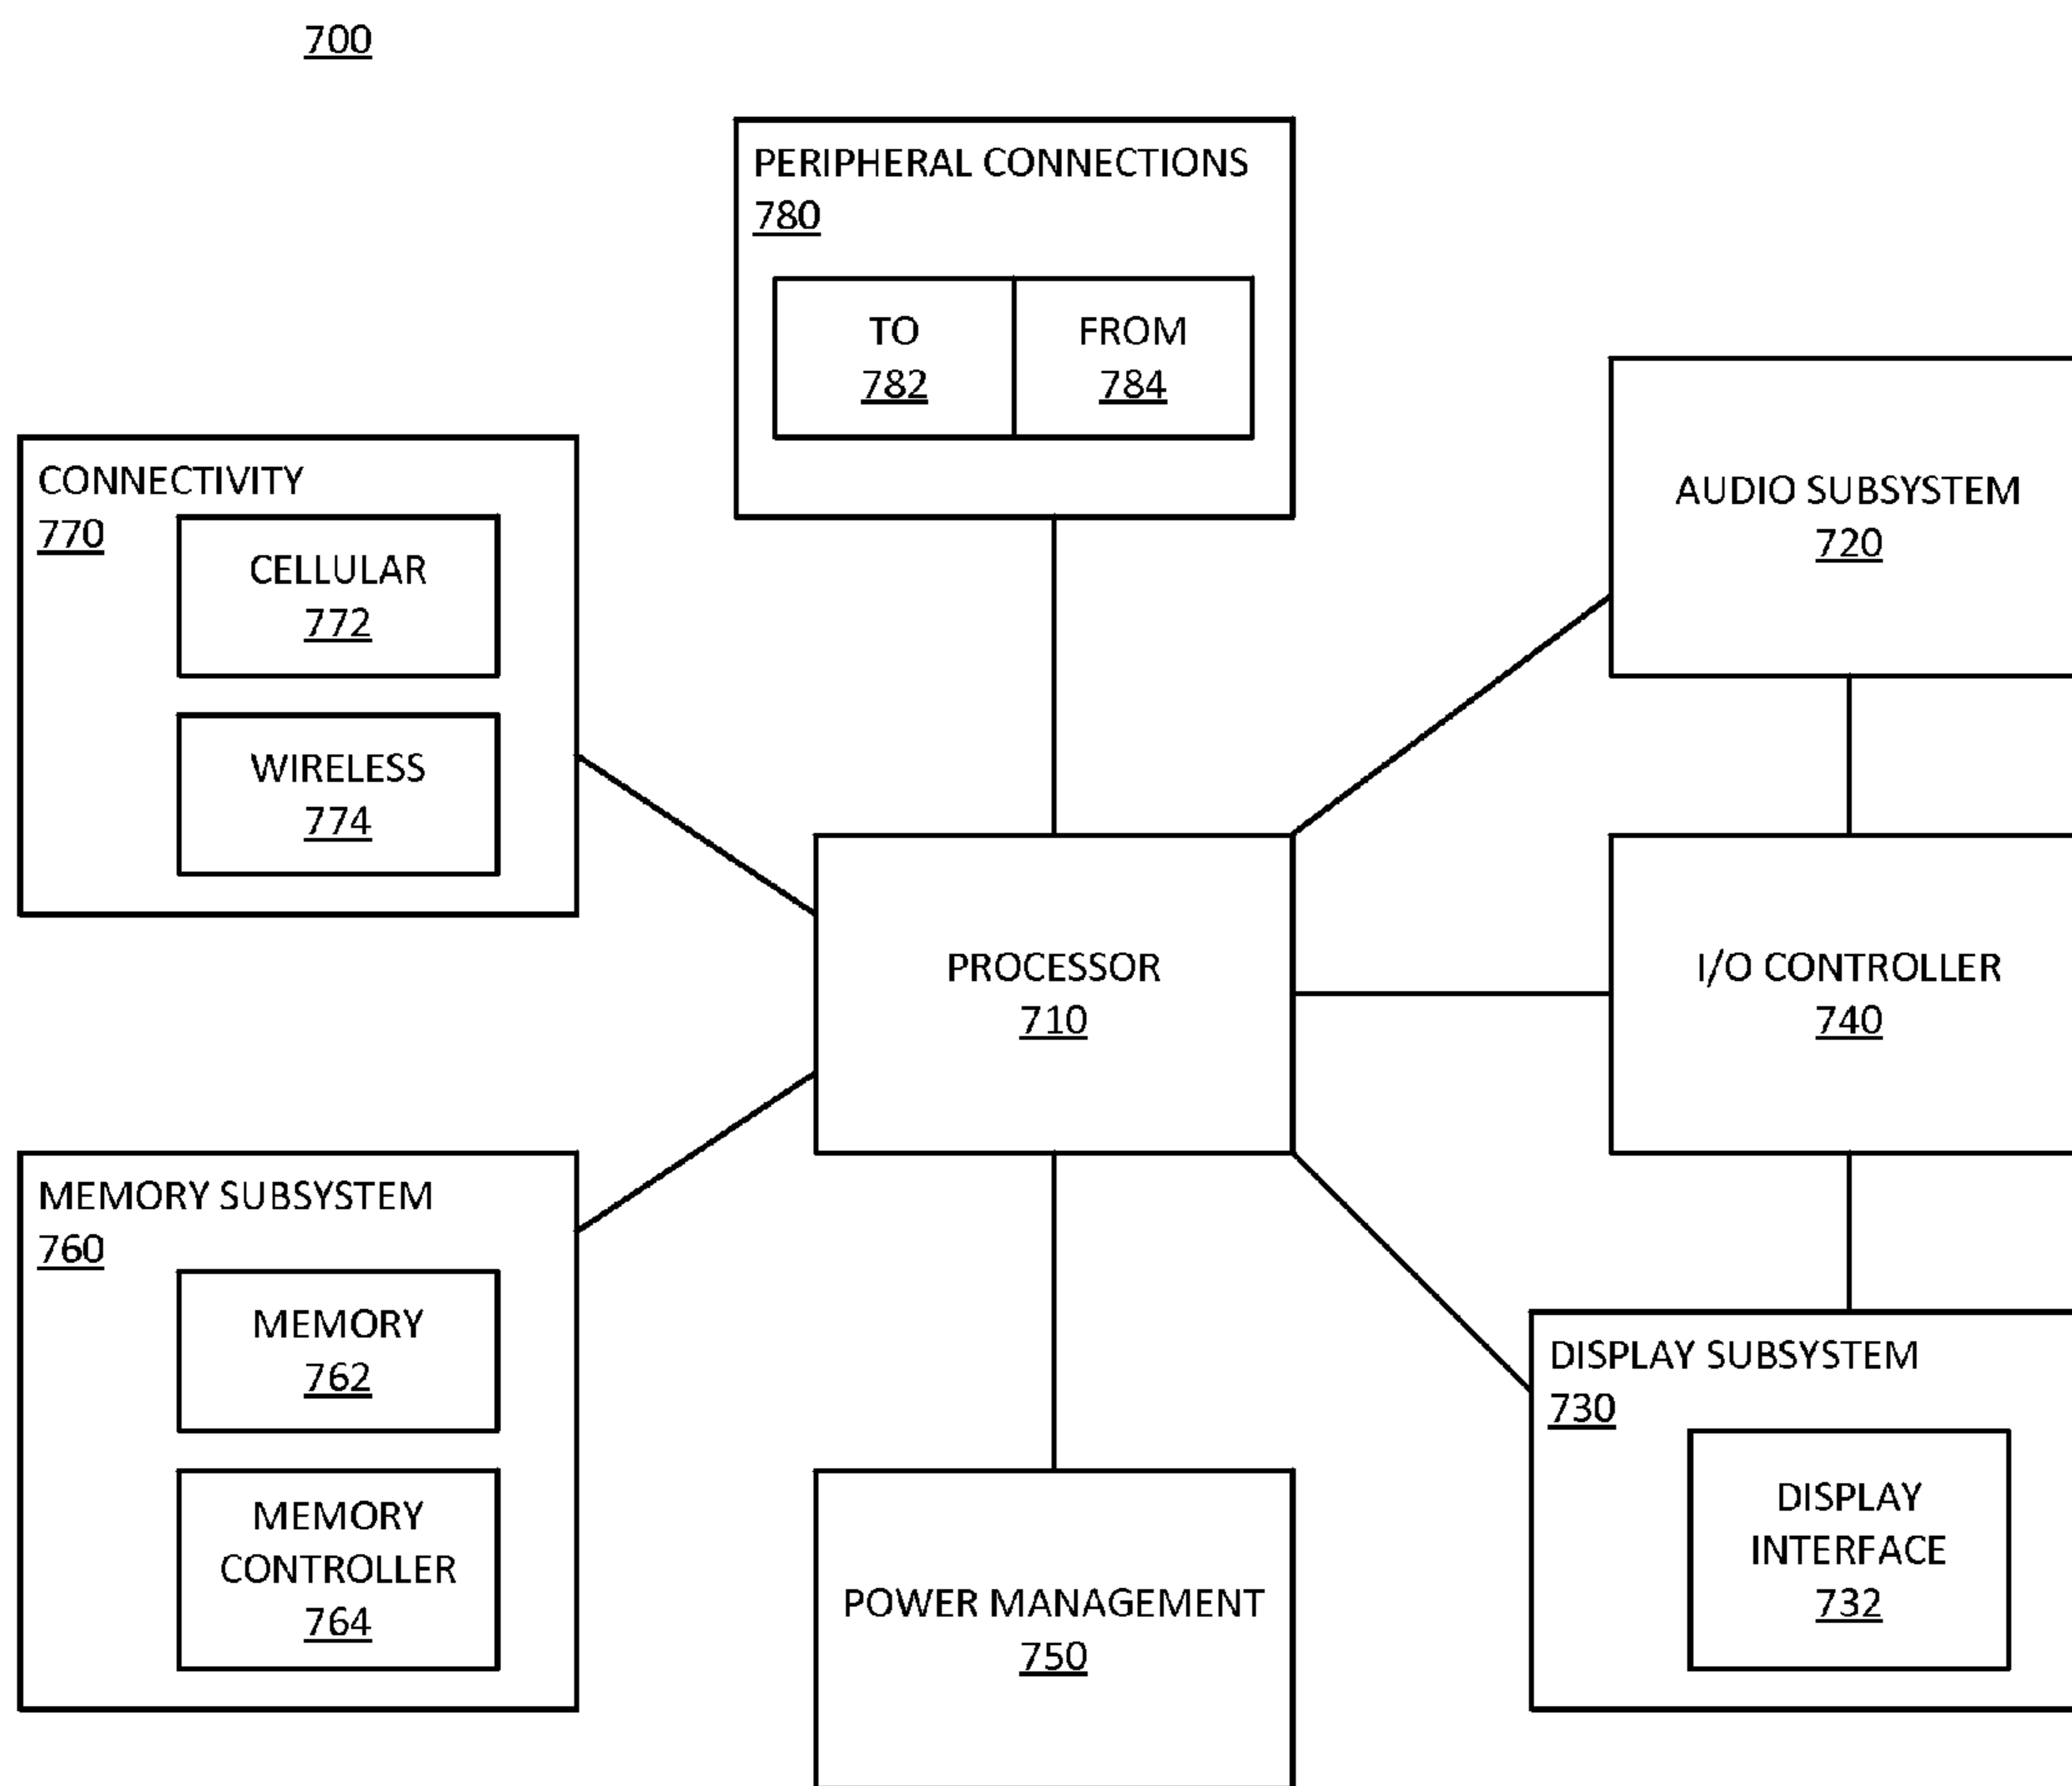 700
PERIPHERAL CONNECTIONS
780
TO
782
FROM
784
AUDIO SUBSYSTEM
720
CONNECTIVITY
770
CELLULAR
772
WIRELESS
774
PROCESSOR
710
I/O CONTROLLER
740
MEMORY SUBSYSTEM
760
MEMORY
762
MEMORY
CONTROLLER
764
POWER MANAGEMENT
750
DISPLAY SUBSYSTEM
730
DISPLAY
INTERFACE
732